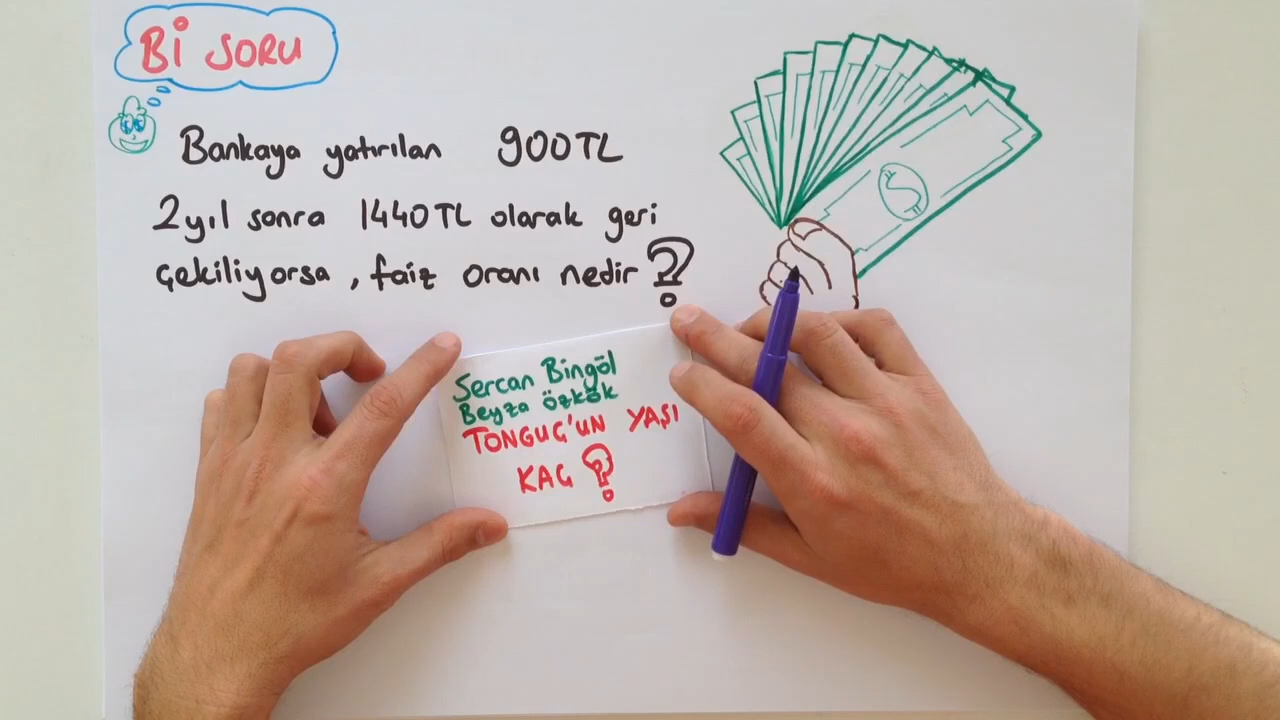 Bi SORU
Bankaya yatırılan 900TL
2yıl sonra 1440TL olarak geri
çekiliyorsa, faiz oranı nedir?
Sercan Bingöl
Beyza Özkök
TONGUÇ'UN YAŞI
KAÇ?